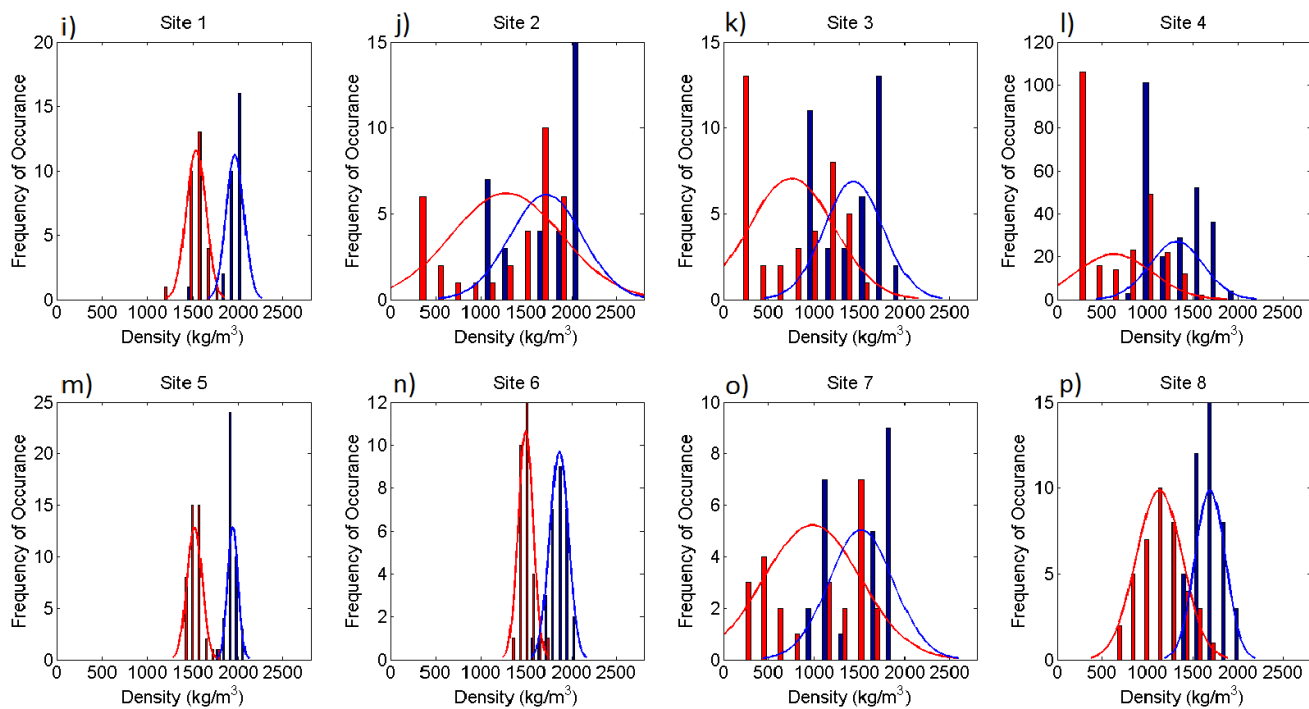 i) Site 1
j) Site 2
k) Site 3
l) Site 4
20
15
10
5
0
Frequency of Occurance
0 500 1000 1500 2000 2500
Density (kg/m³)
15
10
5
0
Frequency of Occurance
0 500 1000 1500 2000 2500
Density (kg/m³)
15
10
5
0
Frequency of Occurance
0 500 1000 1500 2000 2500
Density (kg/m³)
120
100
80
60
40
20
0
Frequency of Occurance
0 500 1000 1500 2000 2500
Density (kg/m³)
m) Site 5
n) Site 6
o) Site 7
p) Site 8
25
20
15
10
5
0
Frequency of Occurance
0 500 1000 1500 2000 2500
Density (kg/m³)
12
10
8
6
4
2
0
Frequency of Occurance
0 500 1000 1500 2000 2500
Density (kg/m³)
10
8
6
4
2
0
Frequency of Occurance
0 500 1000 1500 2000 2500
Density (kg/m³)
15
10
5
0
Frequency of Occurance
0 500 1000 1500 2000 2500
Density (kg/m³)